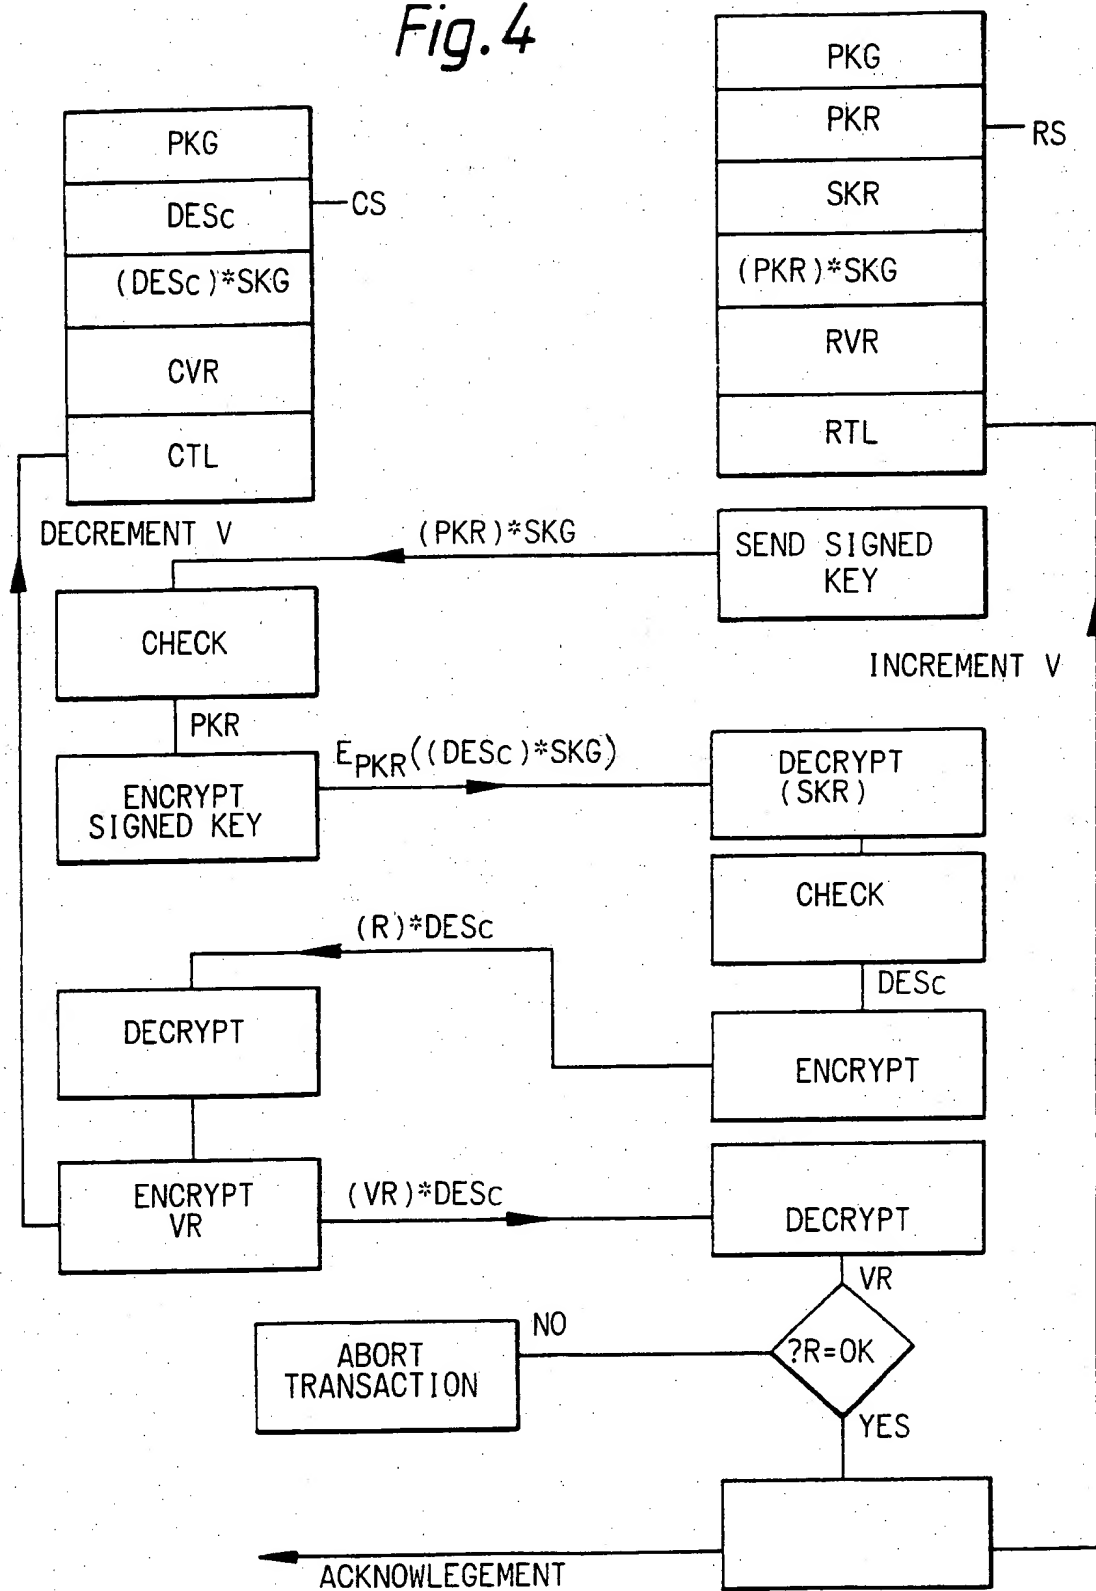 Fig. 4
PKG
DESc
CS
(DESc)*SKG
CVR
CTL
PKG
PKR
RS
SKR
(PKR)*SKG
RVR
RTL
DECREMENT V
(PKR)*SKG
SEND SIGNED
KEY
CHECK
INCREMENT V
PKR
ENCRYPT
SIGNED KEY
EPKR((DESc)*SKG)
DECRYPT
(SKR)
CHECK
DESc
(R)*DESc
DECRYPT
ENCRYPT
ENCRYPT
VR
(VR)*DESc
DECRYPT
VR
?R=OK
NO
ABORT
TRANSACTION
YES
ACKNOWLEGEMENT